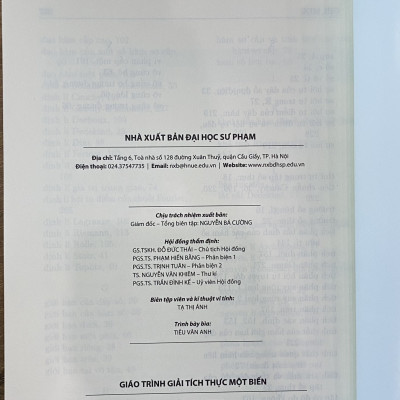 NHÀ XUẤT BẢN ĐẠI HỌC SƯ PHẠM
Địa chỉ: Tầng 6, Toà nhà số 128 đường Xuân Thuỷ, quận Cầu Giấy, TP. Hà Nội
Điện thoại: 024.37547735 | Email: nxb@hnue.edu.vn | Website: www.nxbdhsp.edu.vn
Chịu trách nhiệm xuất bản:
Giám đốc – Tổng biên tập: NGUYỄN BÁ CƯỜNG
Hội đồng thẩm định:
GS.TSKH. ĐỖ ĐỨC THÁI – Chủ tịch Hội đồng
PGS.TS. PHẠM HIẾN BẰNG – Phản biện 1
PGS.TS. TRỊNH TUÂN – Phản biện 2
TS. NGUYỄN VĂN KHIÊM – Thư kí
PGS.TS. TRẦN ĐÌNH KẾ – Uỷ viên Hội đồng
Biên tập viên và kĩ thuật vi tính:
TẠ THỊ ÁNH
Trình bày bìa:
TIÊU VĂN ANH
GIÁO TRÌNH GIẢI TÍCH THỰC MỘT BIẾN